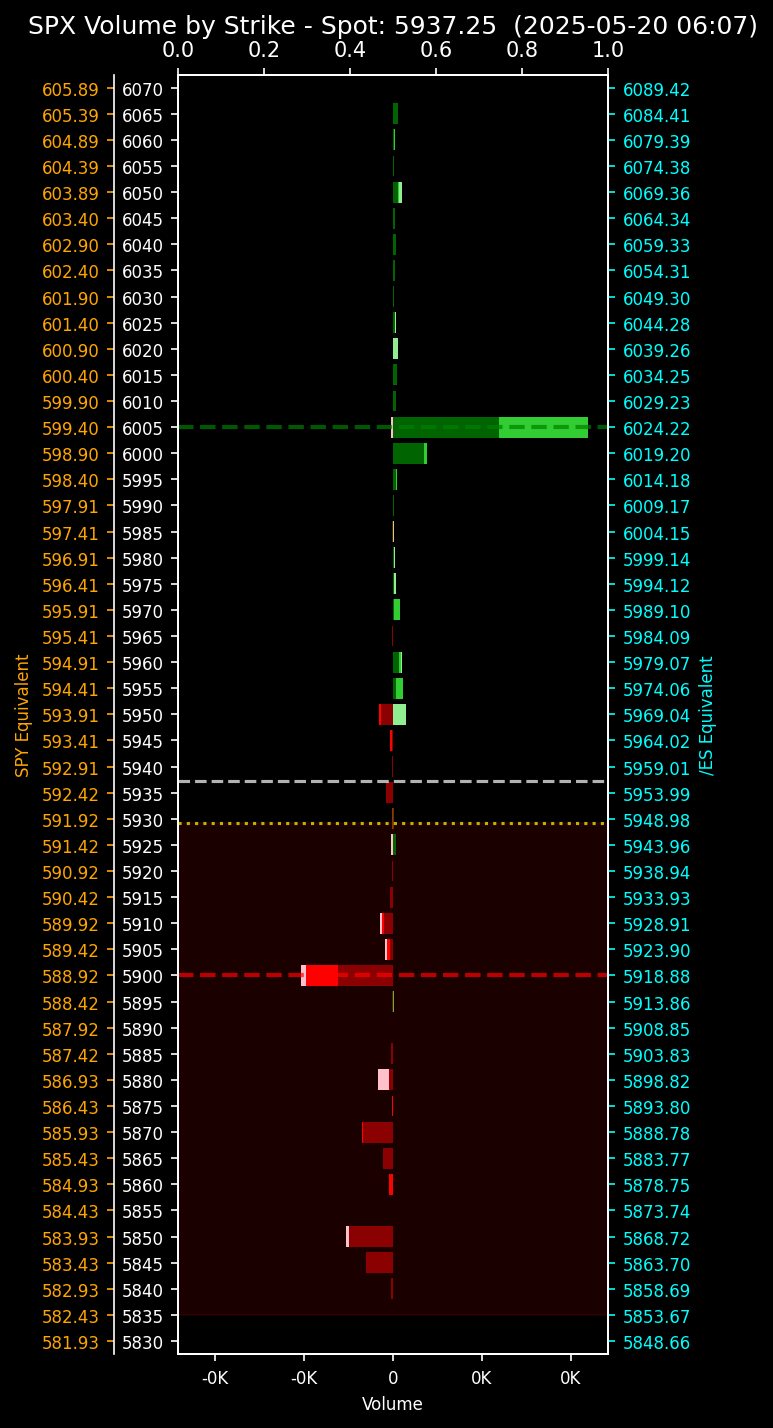 SPX Volume by Strike - Spot: 5937.25 (2025-05-20 06:07)
0.0 0.2 0.4 0.6 0.8 1.0
605.89 6070 6089.42
605.39 6065 6084.41
604.89 6060 6079.39
604.39 6055 6074.38
603.89 6050 6069.36
603.40 6045 6064.34
602.90 6040 6059.33
602.40 6035 6054.31
601.90 6030 6049.30
601.40 6025 6044.28
600.90 6020 6039.26
600.40 6015 6034.25
599.90 6010 6029.23
599.40 6005 6024.22
598.90 6000 6019.20
598.40 5995 6014.18
597.91 5990 6009.17
597.41 5985 6004.15
596.91 5980 5999.14
596.41 5975 5994.12
595.91 5970 5989.10
595.41 5965 5984.09
594.91 5960 5979.07
594.41 5955 5974.06
593.91 5950 5969.04
593.41 5945 5964.02
592.91 5940 5959.01
592.42 5935 5953.99
591.92 5930 5948.98
591.42 5925 5943.96
590.92 5920 5938.94
590.42 5915 5933.93
589.92 5910 5928.91
589.42 5905 5923.90
588.92 5900 5918.88
588.42 5895 5913.86
587.92 5890 5908.85
587.42 5885 5903.83
586.93 5880 5898.82
586.43 5875 5893.80
585.93 5870 5888.78
585.43 5865 5883.77
584.93 5860 5878.75
584.43 5855 5873.74
583.93 5850 5868.72
583.43 5845 5863.70
582.93 5840 5858.69
582.43 5835 5853.67
581.93 5830 5848.66
SPY Equivalent
/ES Equivalent
-0K -0K 0 0K 0K
Volume